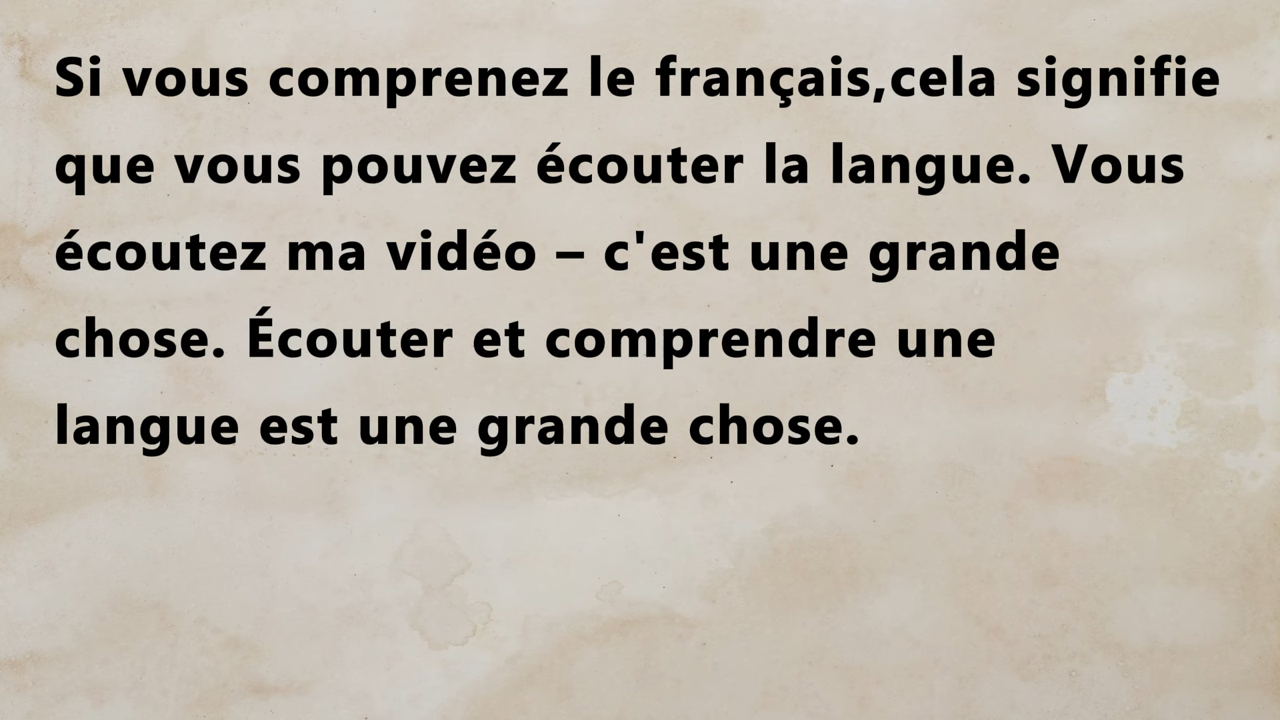 Si vous comprenez le français,cela signifie
que vous pouvez écouter la langue. Vous
écoutez ma vidéo – c'est une grande
chose. Écouter et comprendre une
langue est une grande chose.